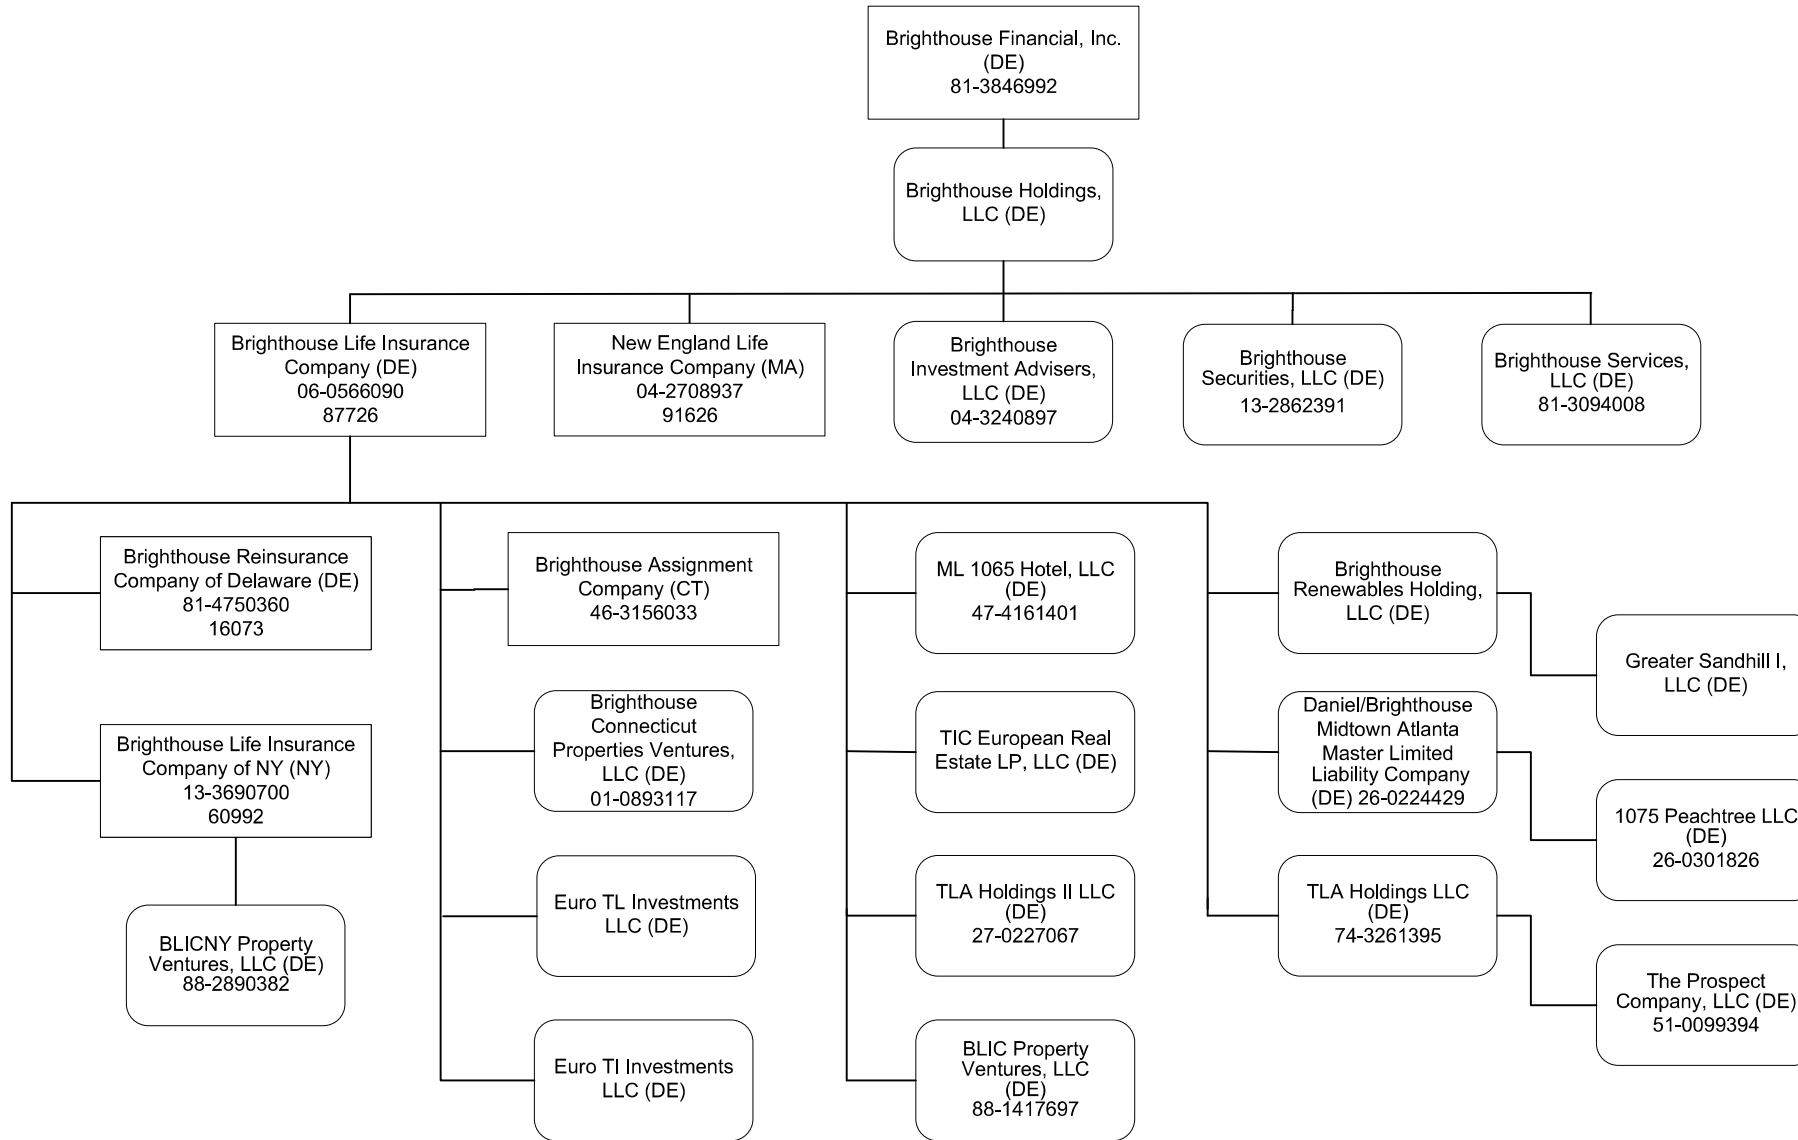 Brighthouse Financial, Inc.
(DE)
81-3846992
Brighthouse Holdings,
LLC (DE)
Brighthouse Life Insurance
Company (DE)
06-0566090
87726
New England Life
Insurance Company (MA)
04-2708937
91626
Brighthouse
Investment Advisers,
LLC (DE)
04-3240897
Brighthouse
Securities, LLC (DE)
13-2862391
Brighthouse Services,
LLC (DE)
81-3094008
Brighthouse Reinsurance
Company of Delaware (DE)
81-4750360
16073
Brighthouse Assignment
Company (CT)
46-3156033
ML 1065 Hotel, LLC
(DE)
47-4161401
Brighthouse
Renewables Holding,
LLC (DE)
Greater Sandhill I,
LLC (DE)
Brighthouse Life Insurance
Company of NY (NY)
13-3690700
60992
Brighthouse
Connecticut
Properties Ventures,
LLC (DE)
01-0893117
TIC European Real
Estate LP, LLC (DE)
Daniel/Brighthouse
Midtown Atlanta
Master Limited
Liability Company
(DE) 26-0224429
1075 Peachtree LLC
(DE)
26-0301826
BLICNY Property
Ventures, LLC (DE)
88-2890382
Euro TL Investments
LLC (DE)
TLA Holdings II LLC
(DE)
27-0227067
TLA Holdings LLC
(DE)
74-3261395
The Prospect
Company, LLC (DE)
51-0099394
Euro TI Investments
LLC (DE)
BLIC Property
Ventures, LLC
(DE)
88-1417697